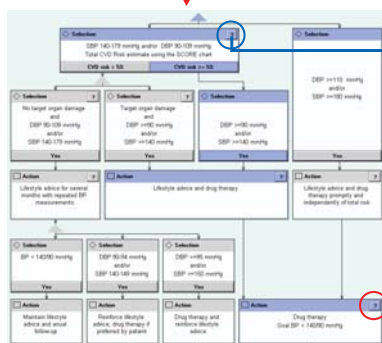 Selection
?
SBP 140-179 mmHg and/or DBP 90-109 mmHg
Total CVD Risk estimate using the SCORE chart
CVD risk < 5%
CVD risk >= 5%
Selection
?
DBP >=110 mmHg
and/or
SBP >=180 mmHg
Yes
Selection
?
No target organ damage
and
DBP 90-109 mmHg
and/or
SBP 140-179 mmHg
Yes
Selection
?
Target organ damage
and
DBP >=90 mmHg
and/or
SBP >=140 mmHg
Yes
Selection
?
DBP >=90 mmHg
and/or
SBP >=140 mmHg
Yes
Action
?
Lifestyle advice for several
months with repeated BP
measurements
Action
?
Lifestyle advice and drug therapy
Action
?
Lifestyle advice and drug
therapy promptly and
independently of total risk
Selection
BP < 140/90 mmHg
Yes
Selection
DBP 90-94 mmHg
and/or
SBP 140-149 mmHg
Yes
Selection
DBP >=95 mmHg
and/or
SBP >=150 mmHg
Yes
Action
Maintain lifestyle
advice and anual
follow-up
Action
Reinforce lifestyle
advice, drug therapy if
preferred by patient
Action
Drug therapy and
reinforce lifestyle
advice
Action
?
Drug therapy
Goal BP < 140/90 mmHg